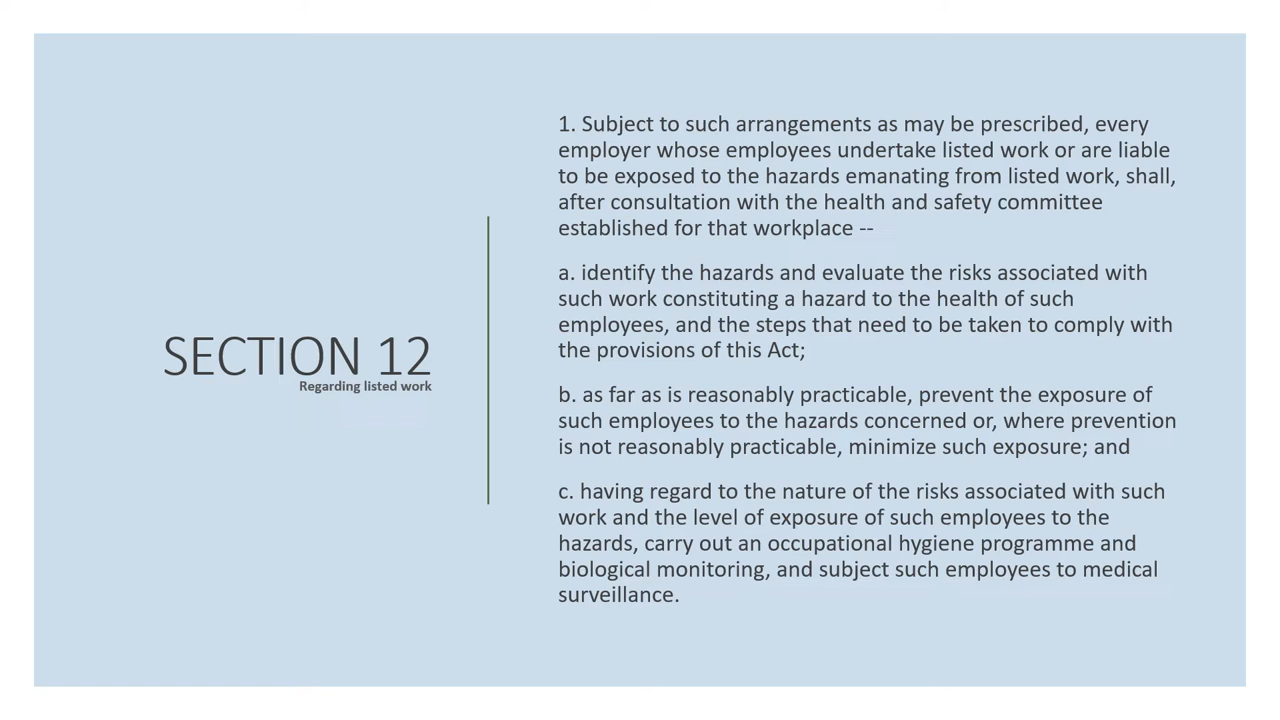 SECTION 12
Regarding listed work
1. Subject to such arrangements as may be prescribed, every
employer whose employees undertake listed work or are liable
to be exposed to the hazards emanating from listed work, shall,
after consultation with the health and safety committee
established for that workplace --
a. identify the hazards and evaluate the risks associated with
such work constituting a hazard to the health of such
employees, and the steps that need to be taken to comply with
the provisions of this Act;
b. as far as is reasonably practicable, prevent the exposure of
such employees to the hazards concerned or, where prevention
is not reasonably practicable, minimize such exposure; and
c. having regard to the nature of the risks associated with such
work and the level of exposure of such employees to the
hazards, carry out an occupational hygiene programme and
biological monitoring, and subject such employees to medical
surveillance.